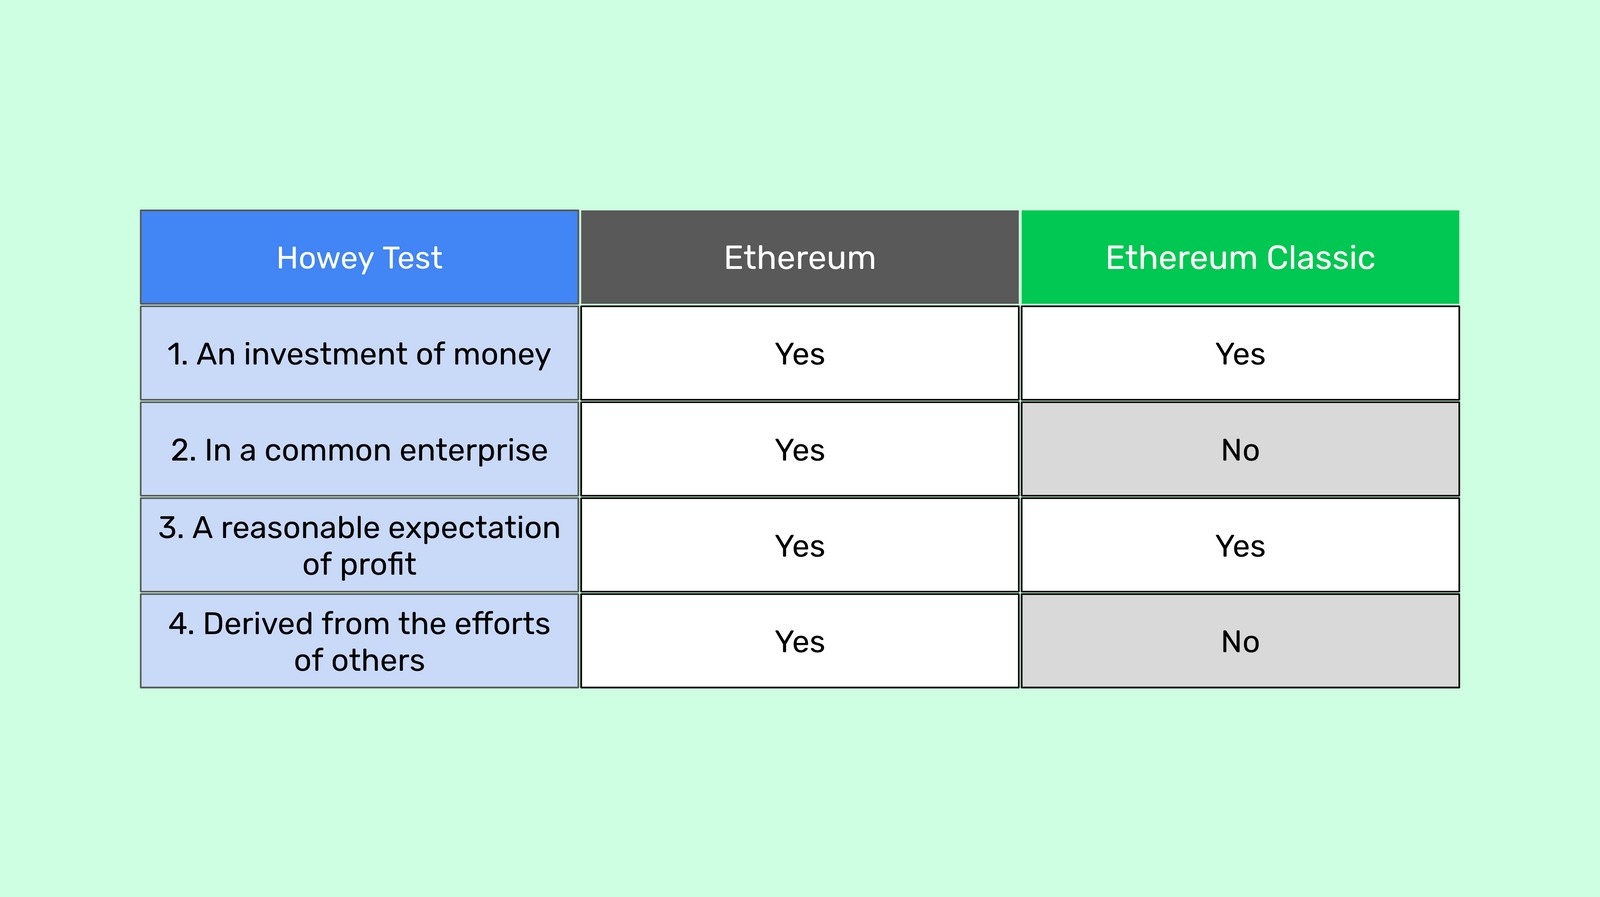 Howey Test
Ethereum
Ethereum Classic
1. An investment of money
Yes
Yes
2. In a common enterprise
Yes
No
3. A reasonable expectation
of profit
Yes
Yes
4. Derived from the efforts
of others
Yes
No